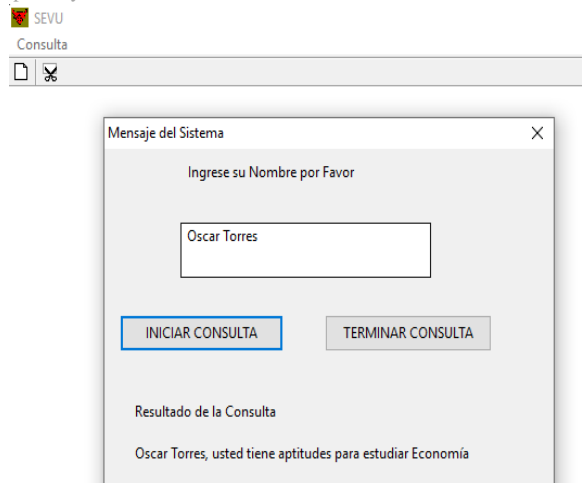 SEVU
Consulta
Mensaje del Sistema
Ingrese su Nombre por Favor
Oscar Torres
INICIAR CONSULTA TERMINAR CONSULTA
Resultado de la Consulta
Oscar Torres, usted tiene aptitudes para estudiar Economía